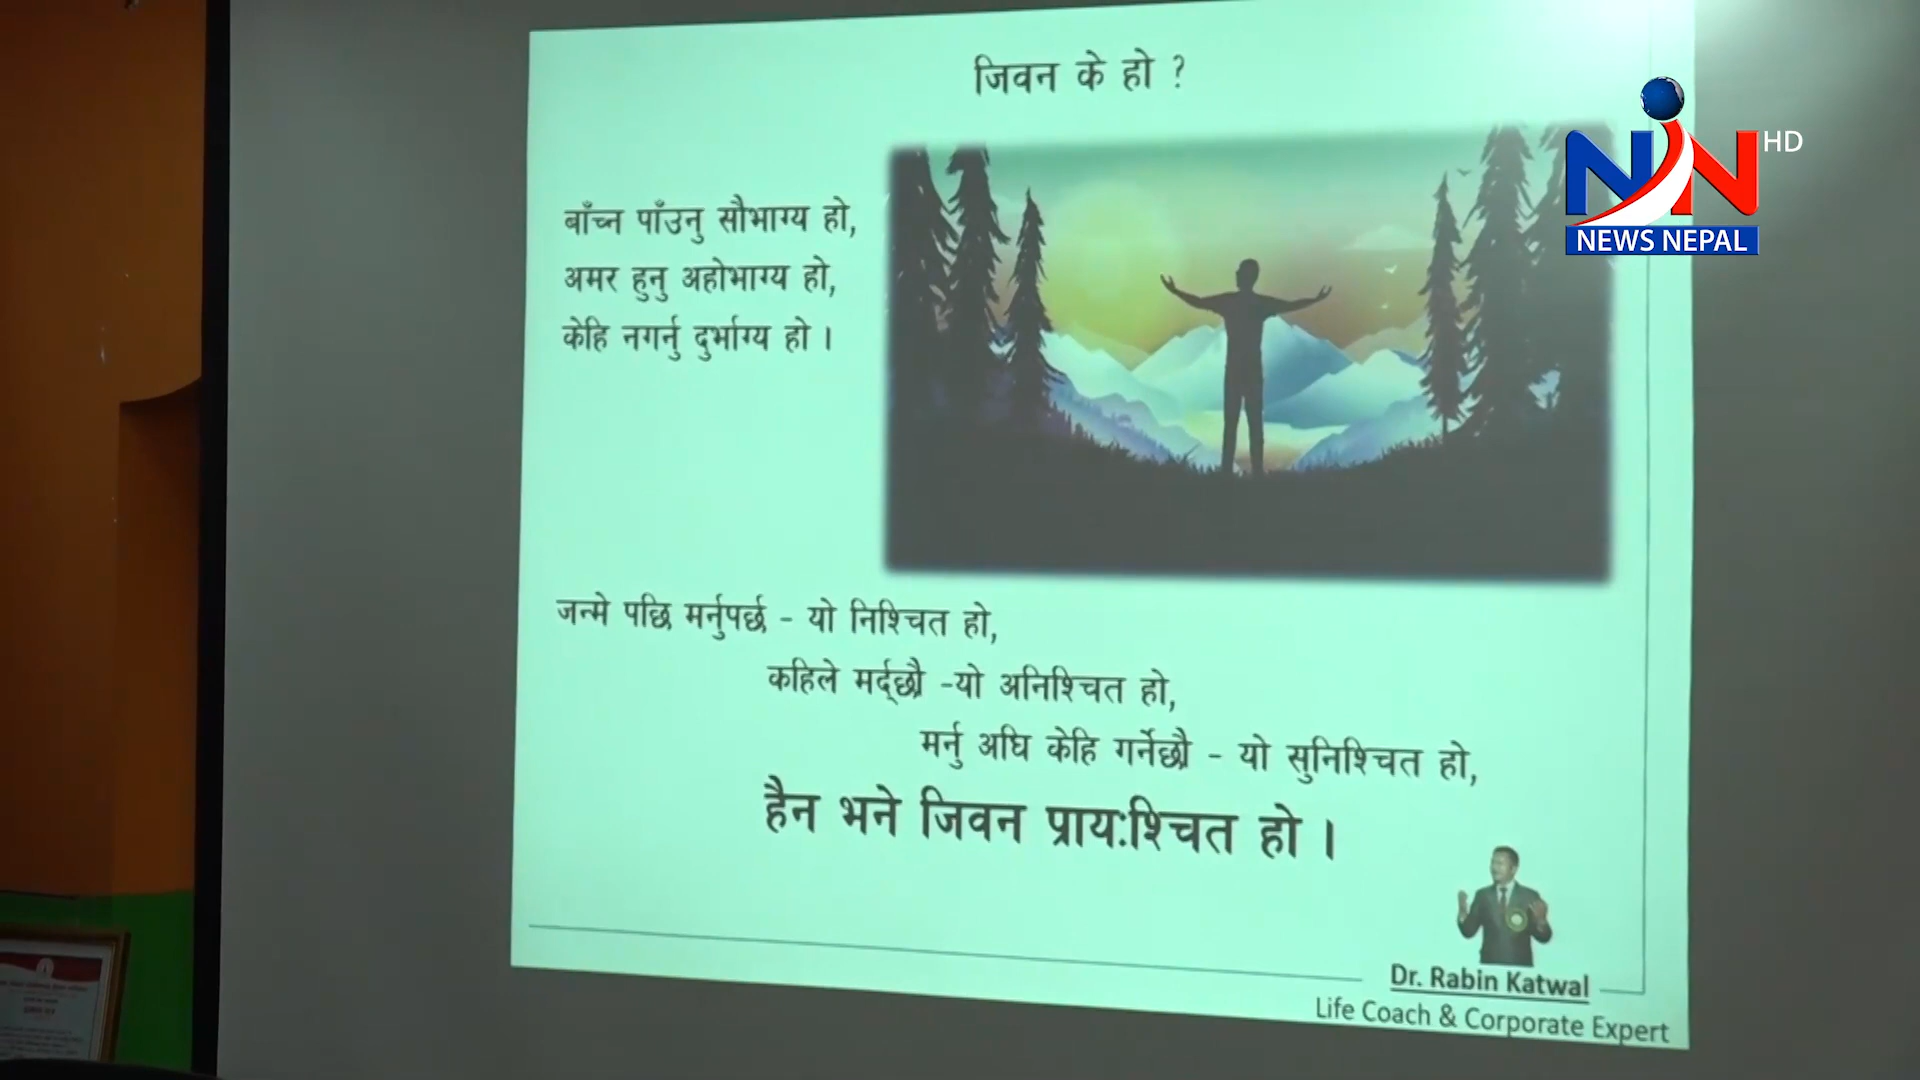 जिवन के हो ?
NN HD
NEWS NEPAL
बाँच्न पाँउनु सौभाग्य हो,
अमर हुनु अहोभाग्य हो,
केहि नगर्नु दुर्भाग्य हो ।
जन्मे पछि मर्नुपर्छ - यो निश्चित हो,
कहिले मर्द्छौ -यो अनिश्चित हो,
मर्नु अघि केहि गर्नेछौ - यो सुनिश्चित हो,
हैन भने जिवन प्राय:श्चित हो ।
Dr. Rabin Katwal
Life Coach & Corporate Expert